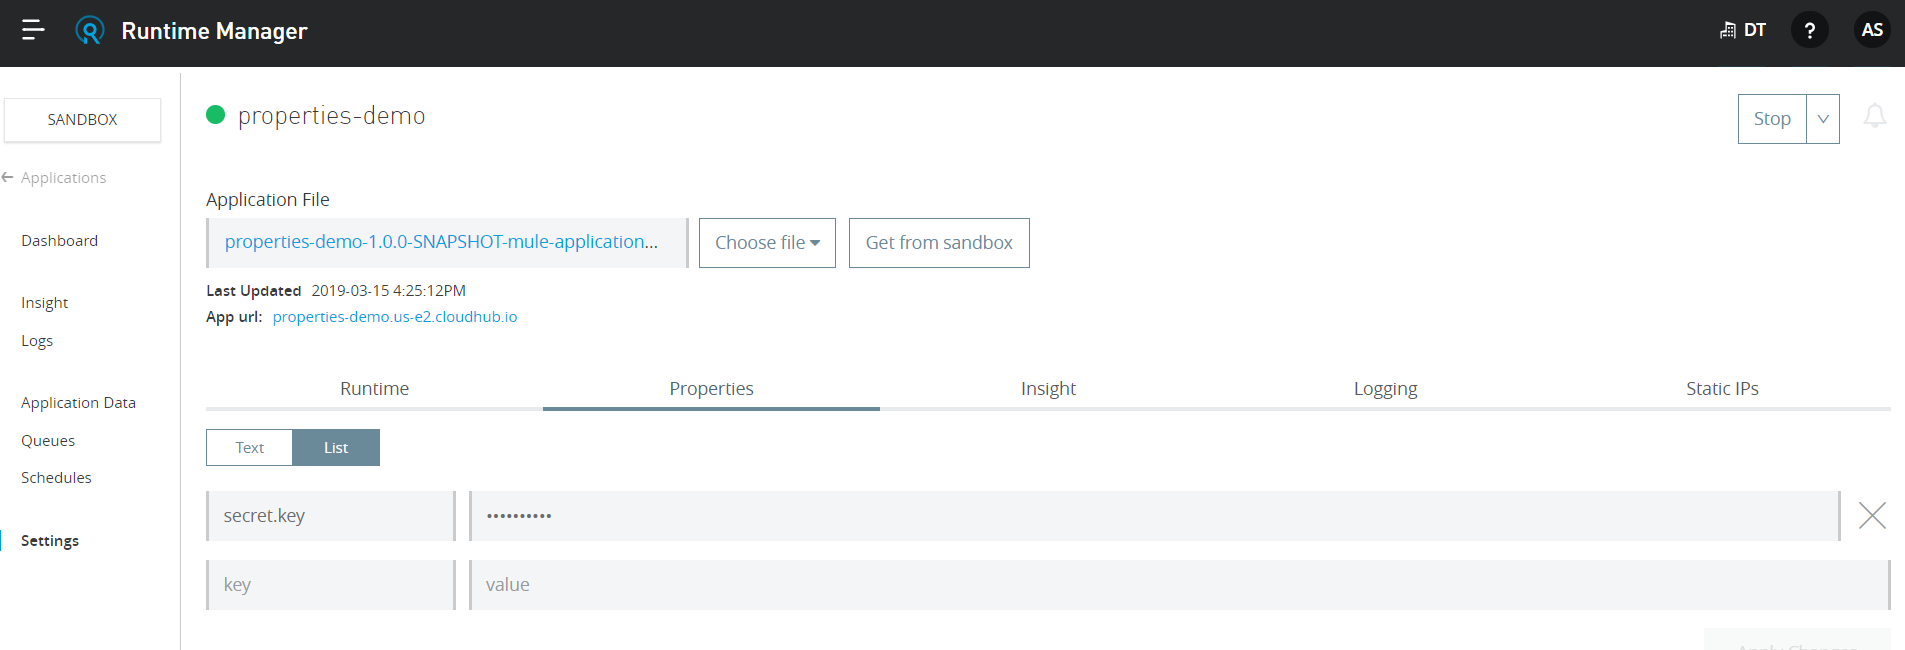 Runtime Manager
DT
?
AS
SANDBOX
Applications
Dashboard
Insight
Logs
Application Data
Queues
Schedules
Settings
properties-demo
Stop
Application File
properties-demo-1.0.0-SNAPSHOT-mule-application...
Choose file
Get from sandbox
Last Updated 2019-03-15 4:25:12PM
App url: properties-demo.us-e2.cloudhub.io
Runtime Properties Insight Logging Static IPs
Text List
secret.key ••••••••••
key value